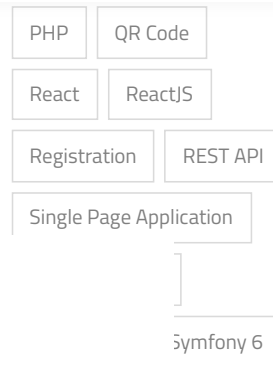 PHP QR Code
React ReactJS
Registration REST API
Single Page Application
Symfony 6